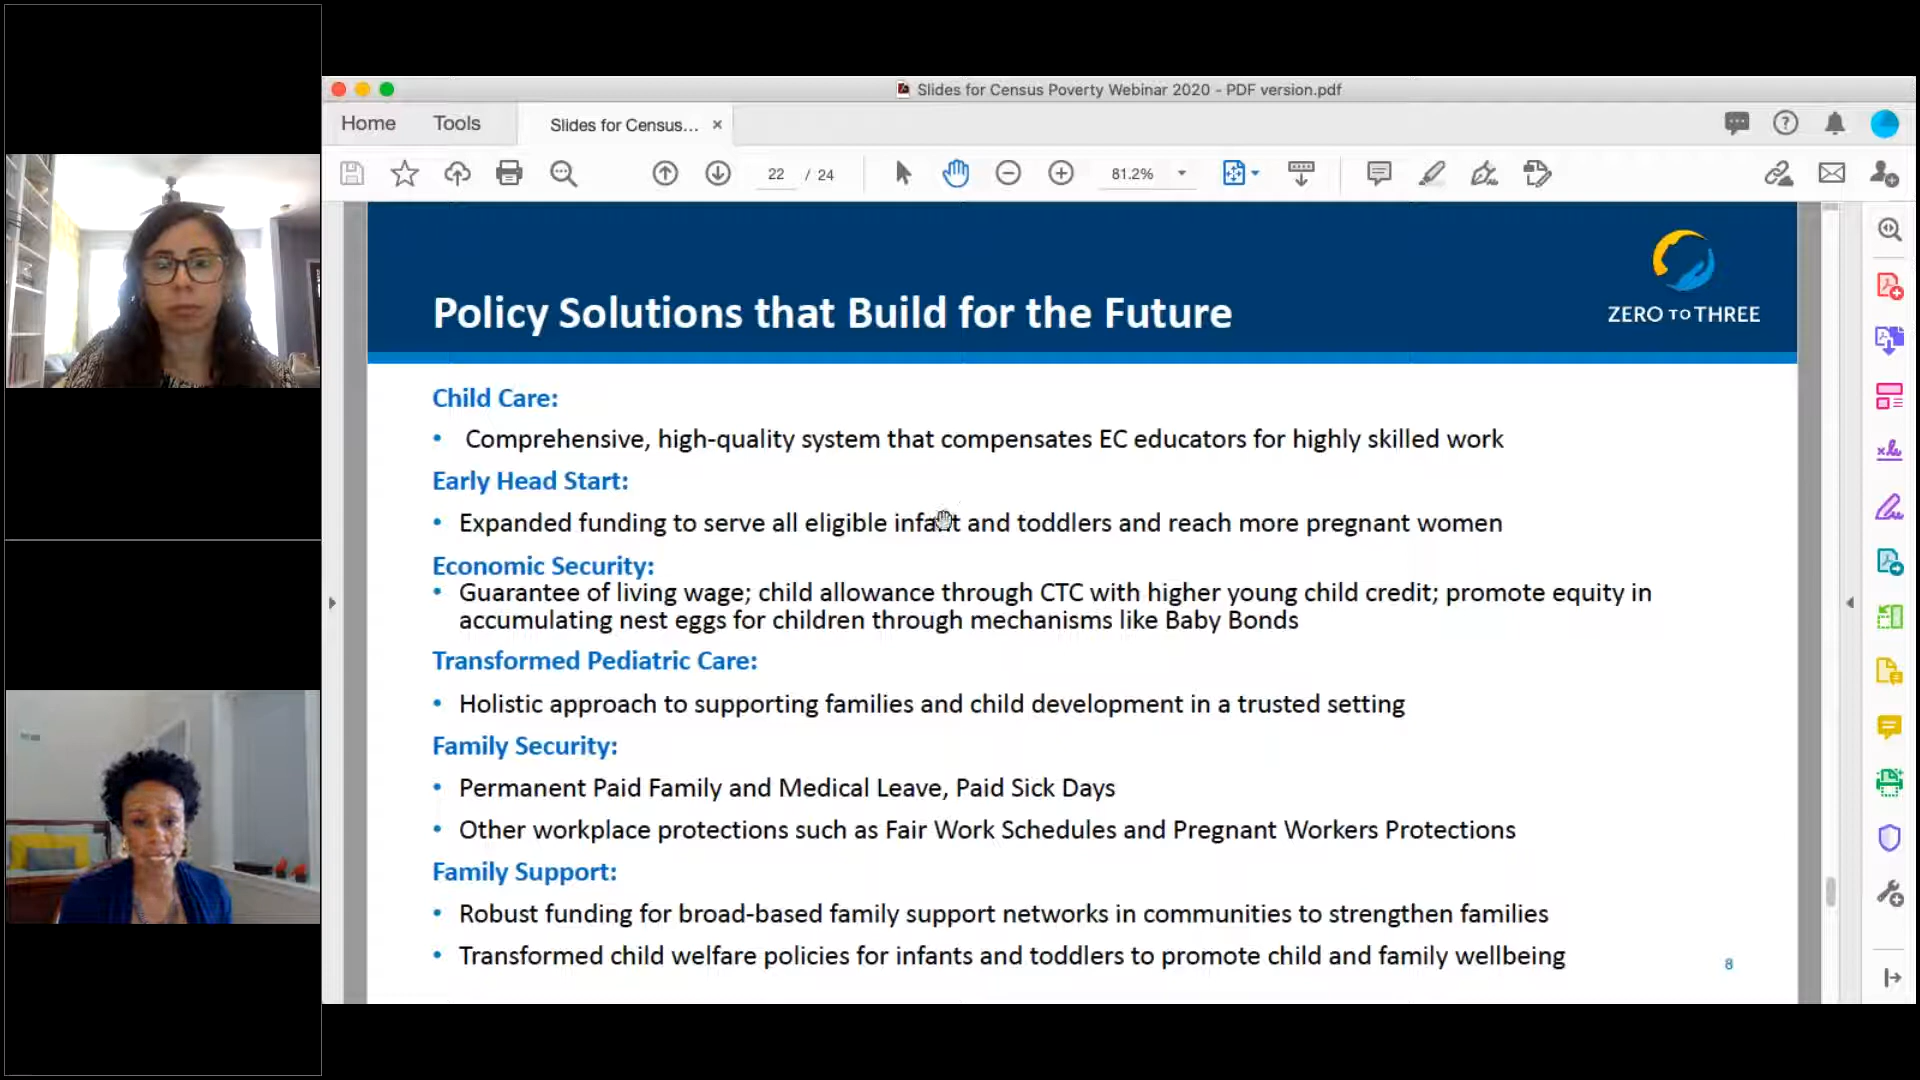 Slides for Census Poverty Webinar 2020 - PDF version.pdf
Home Tools Slides for Census... ×
22 / 24 81.2%
ZERO TO THREE
Policy Solutions that Build for the Future
Child Care:
• Comprehensive, high-quality system that compensates EC educators for highly skilled work
Early Head Start:
• Expanded funding to serve all eligible infant and toddlers and reach more pregnant women
Economic Security:
• Guarantee of living wage; child allowance through CTC with higher young child credit; promote equity in
accumulating nest eggs for children through mechanisms like Baby Bonds
Transformed Pediatric Care:
• Holistic approach to supporting families and child development in a trusted setting
Family Security:
• Permanent Paid Family and Medical Leave, Paid Sick Days
• Other workplace protections such as Fair Work Schedules and Pregnant Workers Protections
Family Support:
• Robust funding for broad-based family support networks in communities to strengthen families
• Transformed child welfare policies for infants and toddlers to promote child and family wellbeing
8